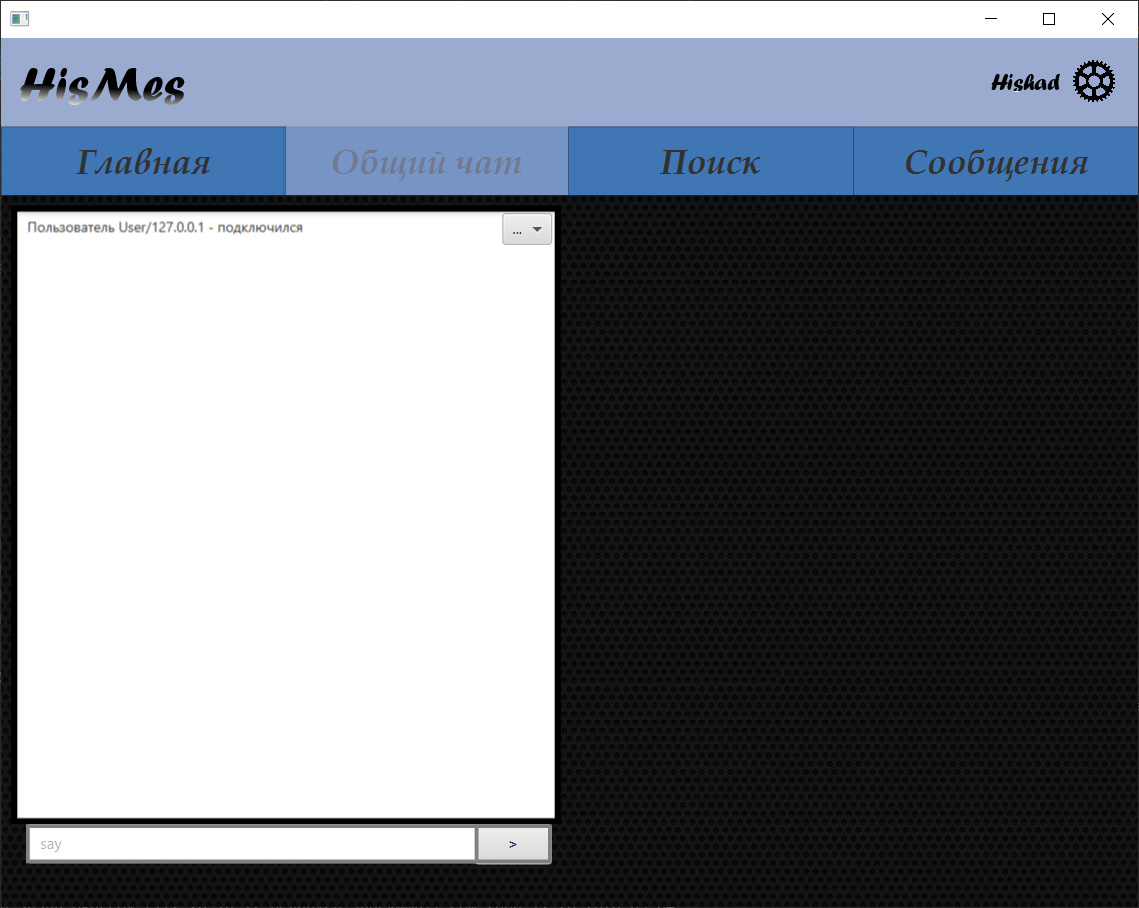 HisMes
Hishad
Главная
Общий чат
Поиск
Сообщения
Пользователь User/127.0.0.1 - подключился
...
say
>